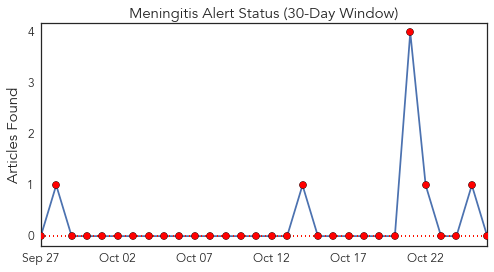 Meningitis Alert Status (30-Day Window)
Articles Found
4
3
2
1
0
Sep 27 Oct 02 Oct 07 Oct 12 Oct 17 Oct 22